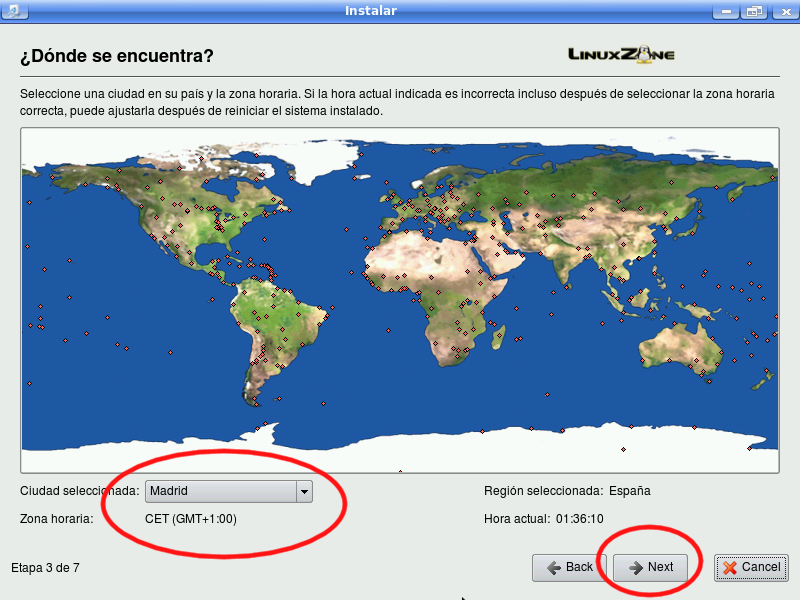 Instalar
¿Dónde se encuentra?
LINUXZONE
Seleccione una ciudad en su país y la zona horaria. Si la hora actual indicada es incorrecta incluso después de seleccionar la zona horaria
correcta, puede ajustarla después de reiniciar el sistema instalado.
Ciudad seleccionada: Madrid
Región seleccionada: España
Zona horaria: CET (GMT+1:00)
Hora actual: 01:36:10
Etapa 3 de 7
Back
Next
Cancel